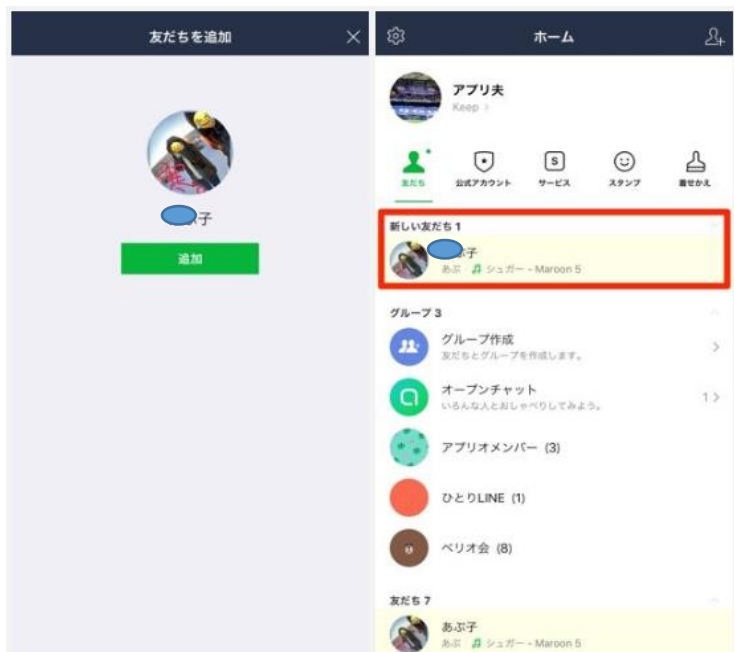 友だちを追加
ぶ子
追加
ホーム
アプリ夫
Keep
友だち
公式アカウント
S
サービス
スタンプ
着せかえ
新しい友だち 1
ぶ子
あぶ シュガー - Maroon 5
グループ 3
グループ作成
友だちとグループを作成します。
オープンチャット
いろんな人とおしゃべりしてみよう。
1
アプリオメンバー (3)
ひとりLINE (1)
ペリオ会 (8)
友だち 7
あぶ子
あぶ シュガー - Maroon 5